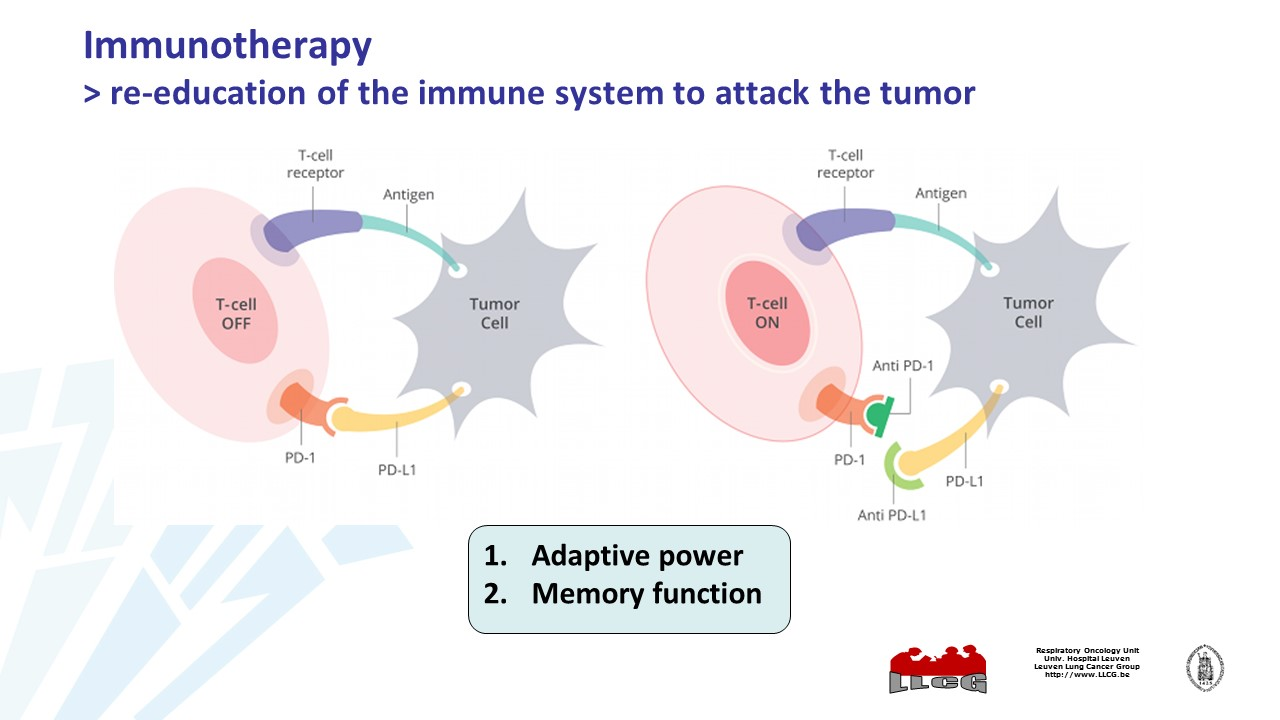 Immunotherapy
> re-education of the immune system to attack the tumor
T-cell
receptor
Antigen
T-cell
OFF
Tumor
Cell
PD-1
PD-L1
T-cell
receptor
Antigen
T-cell
ON
Tumor
Cell
Anti PD-1
PD-1
PD-L1
Anti PD-L1
1. Adaptive power
2. Memory function
LLCG
Respiratory Oncology Unit
Univ. Hospital Leuven
Leuven Lung Cancer Group
http://www.LLCG.be